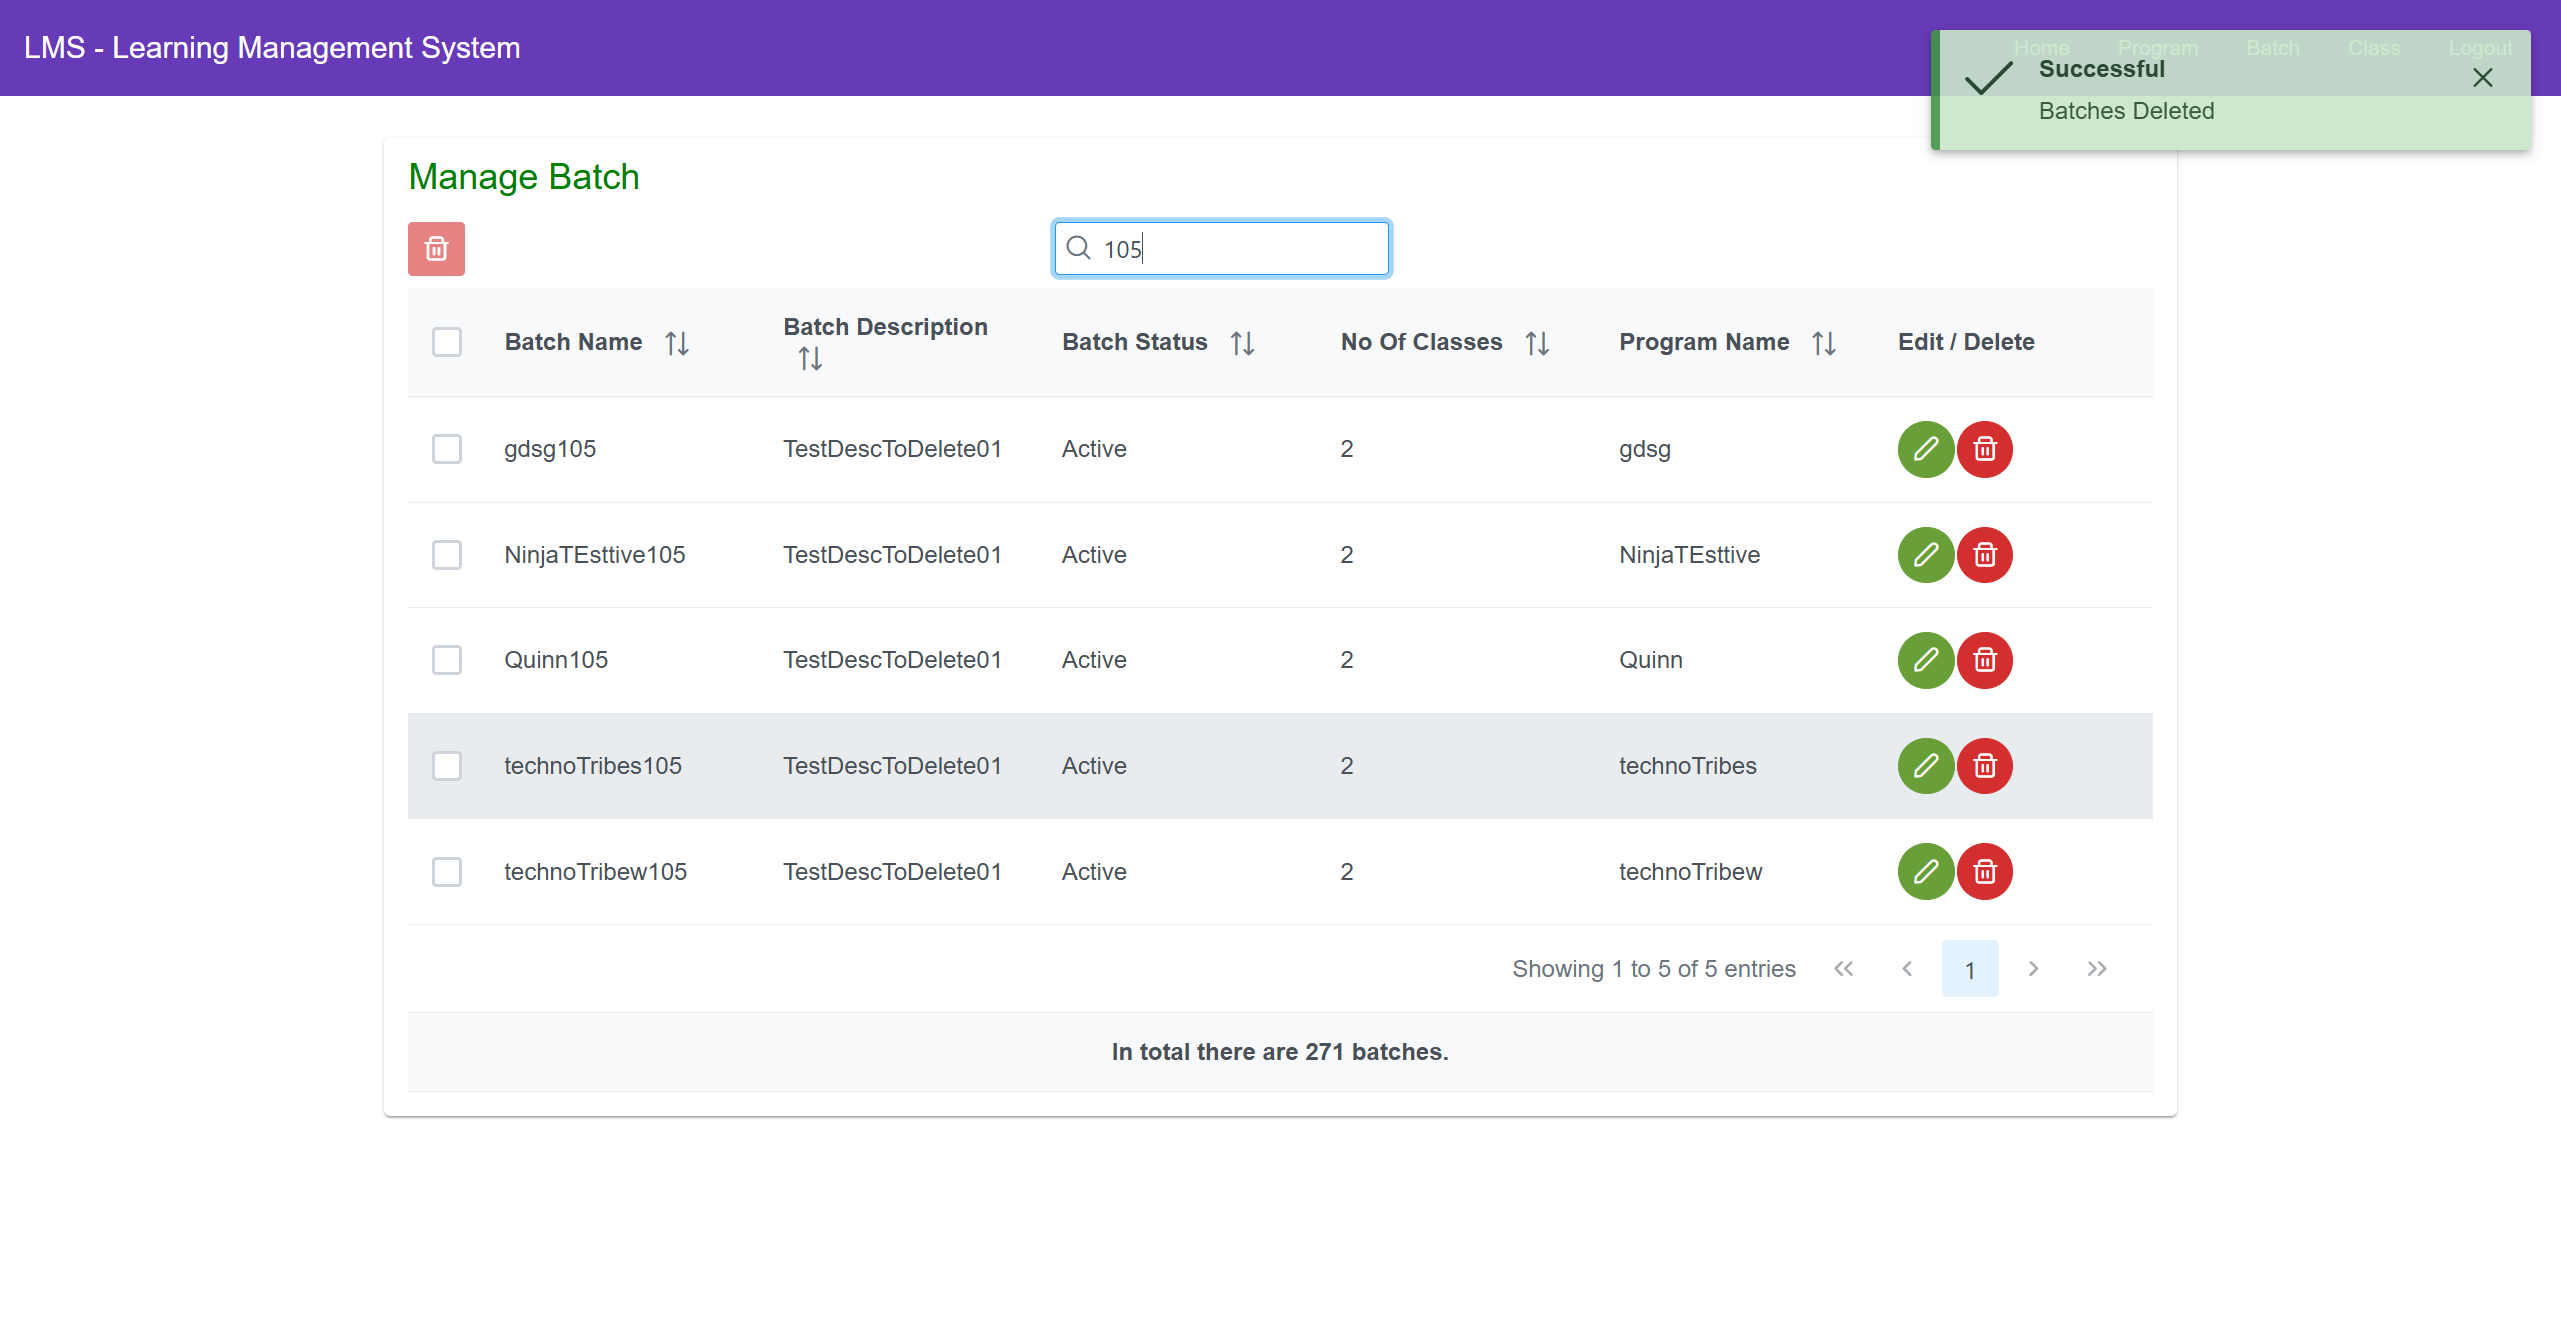 LMS - Learning Management System
Home Program Batch Class Logout
Successful
Batches Deleted
Manage Batch
105
Batch Name Batch Description Batch Status No Of Classes Program Name Edit / Delete
gdsg105 TestDescToDelete01 Active 2 gdsg
NinjaTEsttive105 TestDescToDelete01 Active 2 NinjaTEsttive
Quinn105 TestDescToDelete01 Active 2 Quinn
technoTribes105 TestDescToDelete01 Active 2 technoTribes
technoTribew105 TestDescToDelete01 Active 2 technoTribew
Showing 1 to 5 of 5 entries 1
In total there are 271 batches.